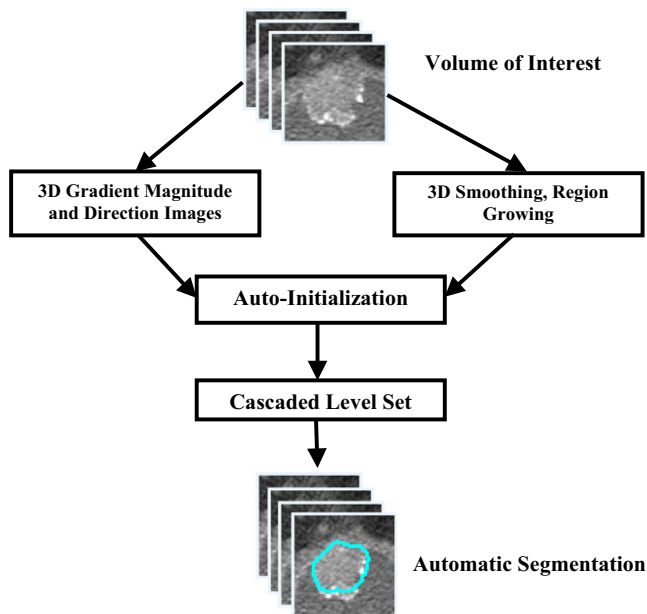 Volume of Interest
3D Gradient Magnitude
and Direction Images
3D Smoothing, Region
Growing
Auto-Initialization
Cascaded Level Set
Automatic Segmentation